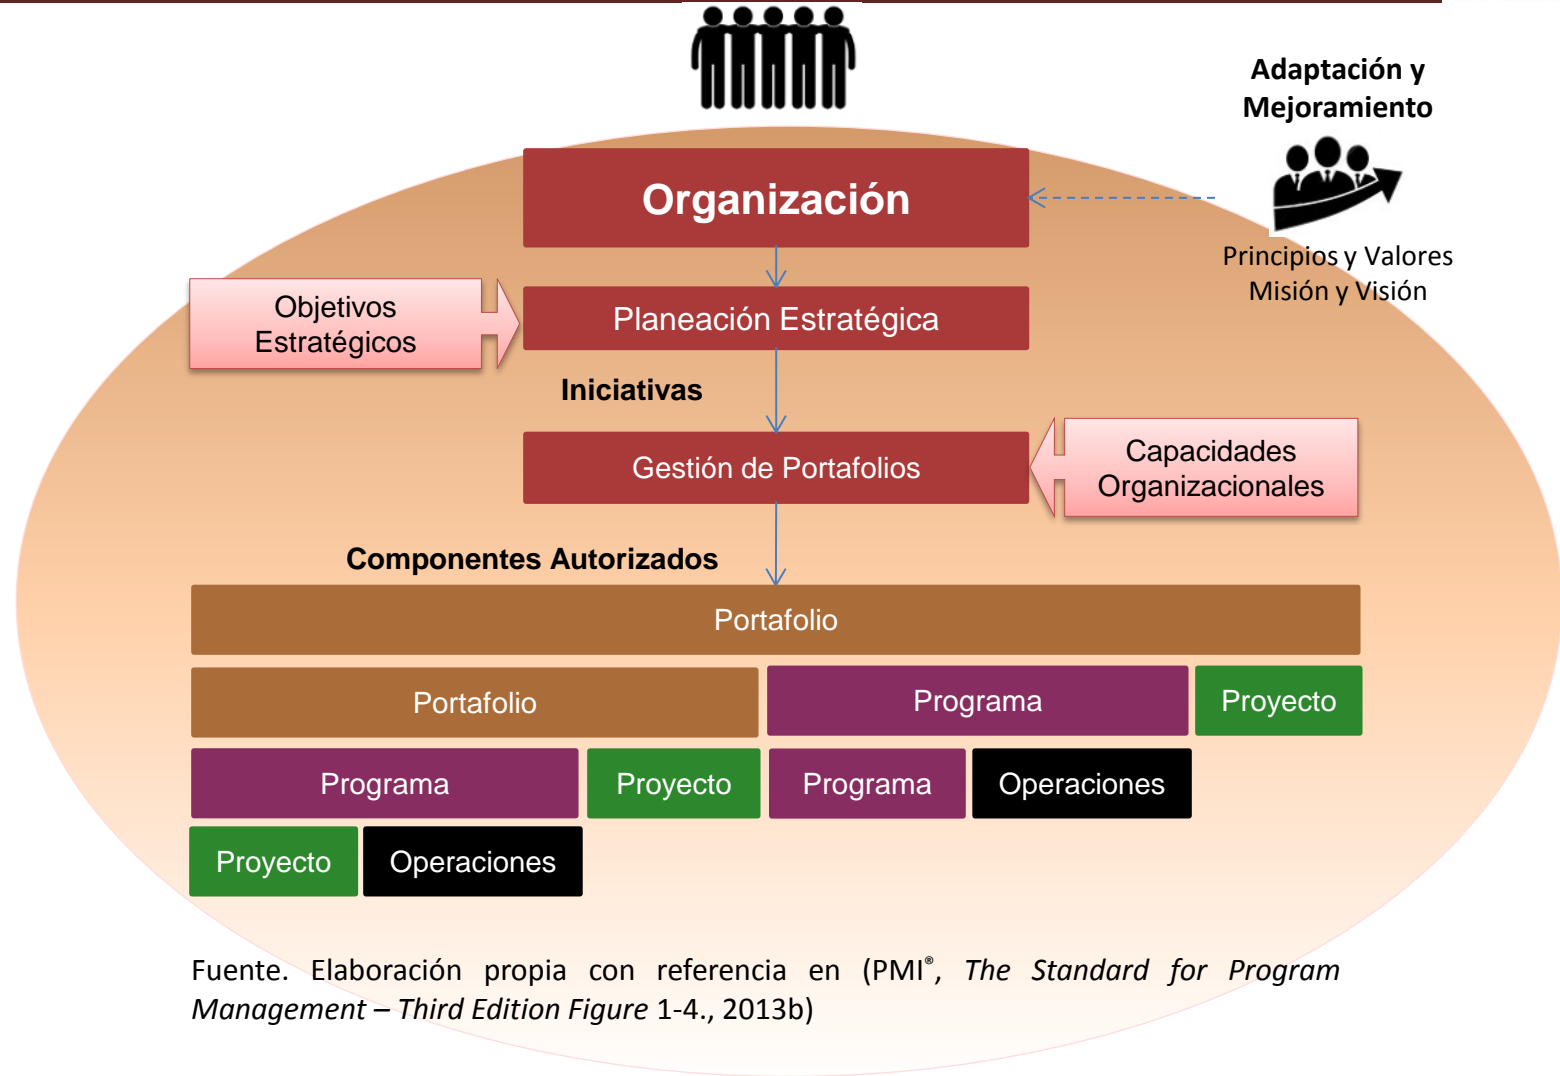 Adaptación y
Mejoramiento
Organización
Principios y Valores
Misión y Visión
Objetivos
Estratégicos
Planeación Estratégica
Iniciativas
Gestión de Portafolios
Capacidades
Organizacionales
Componentes Autorizados
Portafolio
Portafolio
Programa
Proyecto
Programa
Proyecto
Programa
Operaciones
Proyecto
Operaciones
Fuente. Elaboración propia con referencia en (PMI®, The Standard for Program
Management – Third Edition Figure 1-4., 2013b)